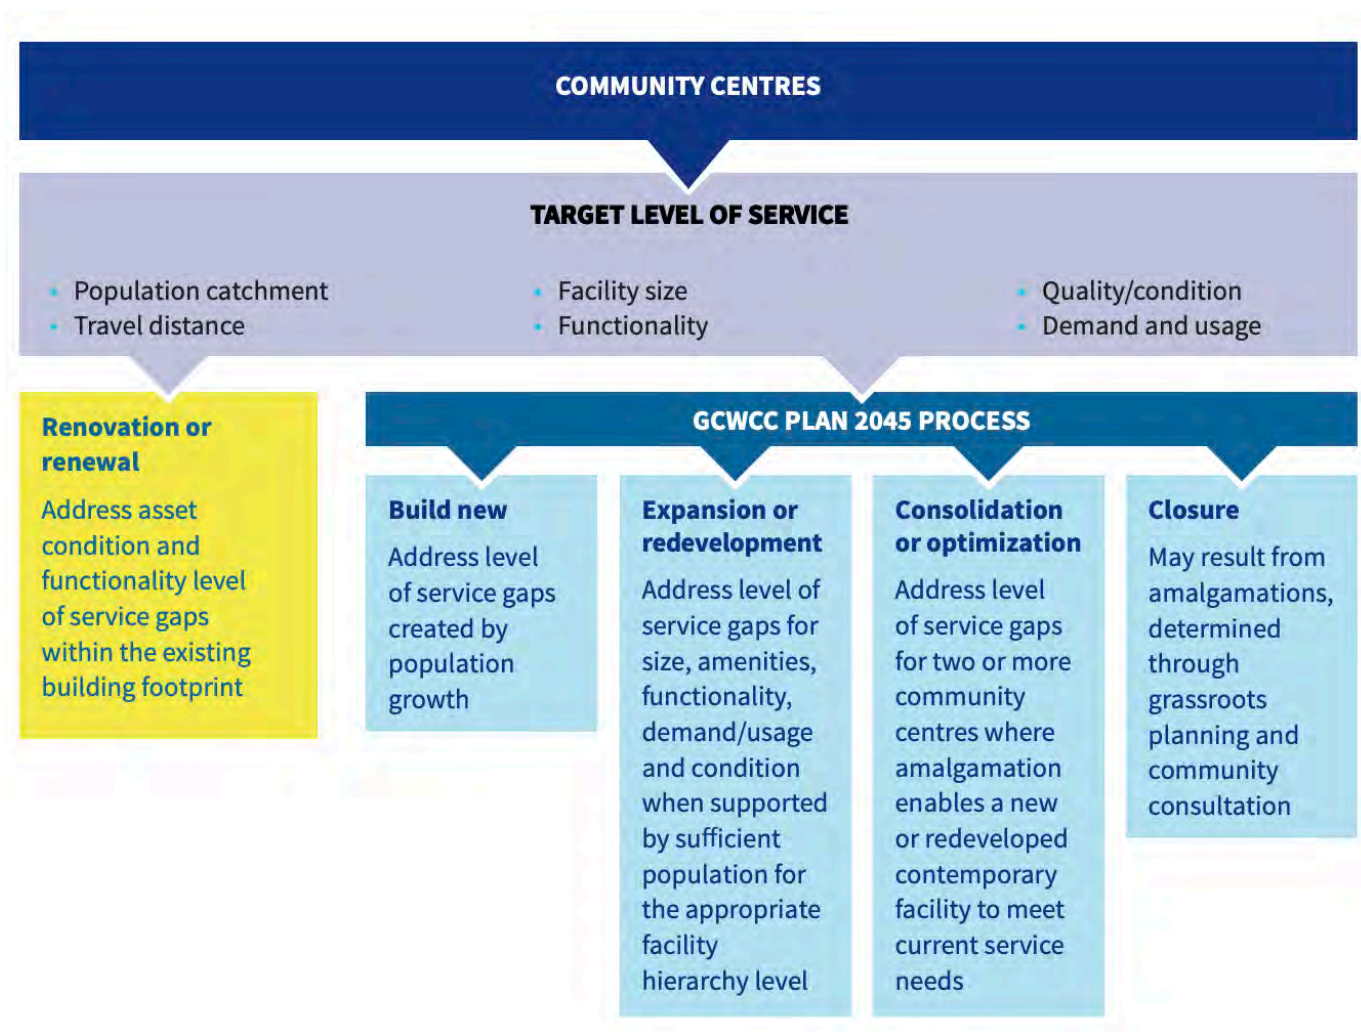 COMMUNITY CENTRES
TARGET LEVEL OF SERVICE
• Population catchment
• Travel distance
• Facility size
• Functionality
• Quality/condition
• Demand and usage
Renovation or
renewal
Address asset
condition and
functionality level
of service gaps
within the existing
building footprint
GCWCC PLAN 2045 PROCESS
Build new
Address level
of service gaps
created by
population
growth
Expansion or
redevelopment
Address level of
service gaps for
size, amenities,
functionality,
demand/usage
and condition
when supported
by sufficient
population for
the appropriate
facility
hierarchy level
Consolidation
or optimization
Address level
of service gaps
for two or more
community
centres where
amalgamation
enables a new
or redeveloped
contemporary
facility to meet
current service
needs
Closure
May result from
amalgamations,
determined
through
grassroots
planning and
community
consultation